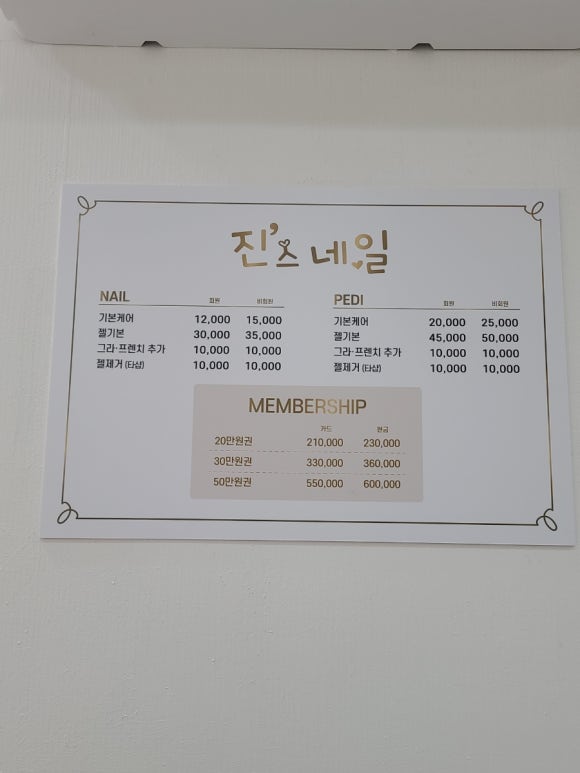 진's 네일
NAIL 회원 비회원
기본케어 12,000 15,000
젤기본 30,000 35,000
그라·프렌치 추가 10,000 10,000
젤제거 (타샵) 10,000 10,000
PEDI 회원 비회원
기본케어 20,000 25,000
젤기본 45,000 50,000
그라·프렌치 추가 10,000 10,000
젤제거 (타샵) 10,000 10,000
MEMBERSHIP
카드 현금
20만원권 210,000 230,000
30만원권 330,000 360,000
50만원권 550,000 600,000